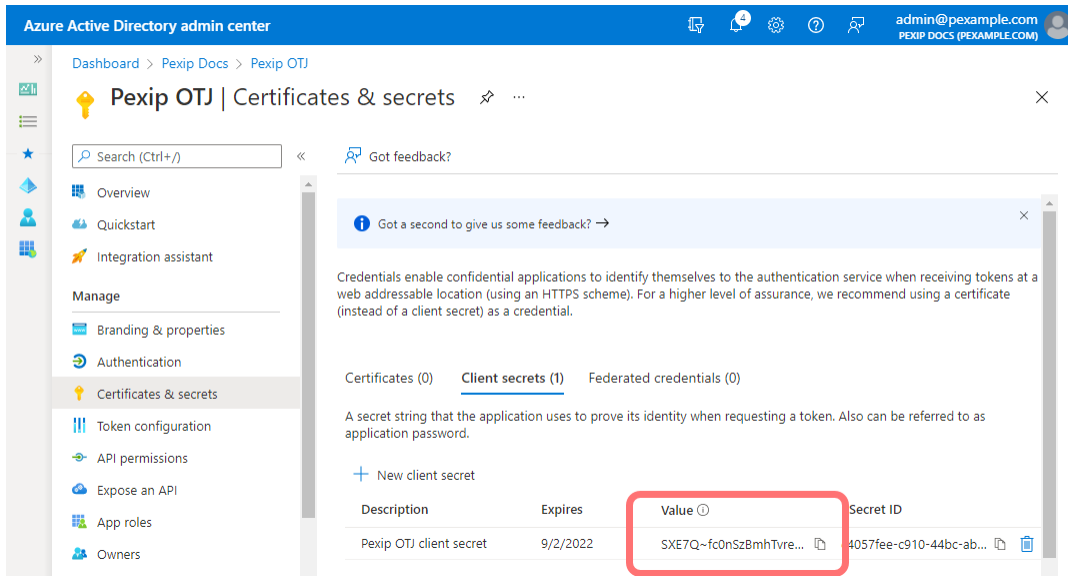 Azure Active Directory admin center
4
admin@pexample.com
PEXIP DOCS (PEXAMPLE.COM)
Dashboard > Pexip Docs > Pexip OTJ
Pexip OTJ | Certificates & secrets
Search (Ctrl+/)
Got feedback?
Overview
Quickstart
Integration assistant
Manage
Branding & properties
Authentication
Certificates & secrets
Token configuration
API permissions
Expose an API
App roles
Owners
Got a second to give us some feedback? →
Credentials enable confidential applications to identify themselves to the authentication service when receiving tokens at a
web addressable location (using an HTTPS scheme). For a higher level of assurance, we recommend using a certificate
(instead of a client secret) as a credential.
Certificates (0) Client secrets (1) Federated credentials (0)
A secret string that the application uses to prove its identity when requesting a token. Also can be referred to as
application password.
New client secret
Description Expires Value Secret ID
Pexip OTJ client secret 9/2/2022 SXE7Q~fc0nSzBmhTvre... 4057fee-c910-44bc-ab...